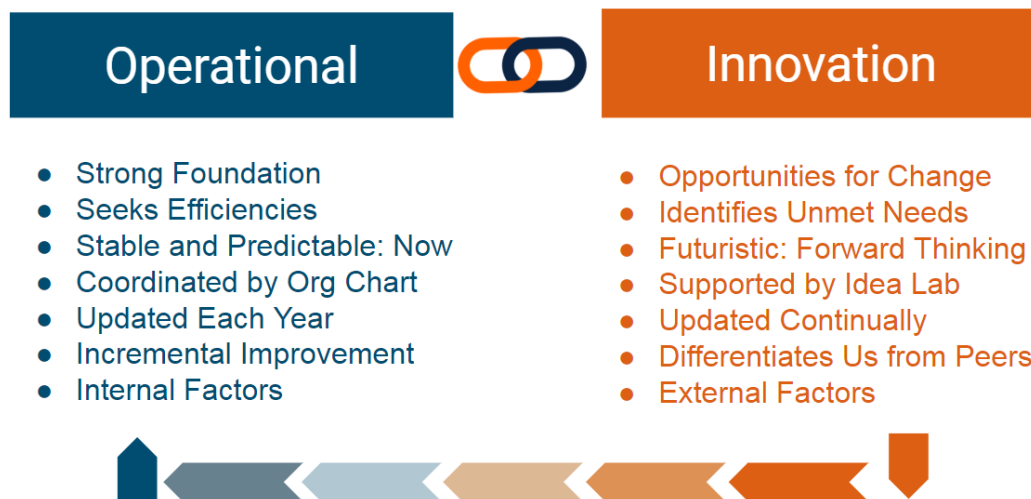 Operational
Innovation
● Strong Foundation
● Seeks Efficiencies
● Stable and Predictable: Now
● Coordinated by Org Chart
● Updated Each Year
● Incremental Improvement
● Internal Factors
● Opportunities for Change
● Identifies Unmet Needs
● Futuristic: Forward Thinking
● Supported by Idea Lab
● Updated Continually
● Differentiates Us from Peers
● External Factors